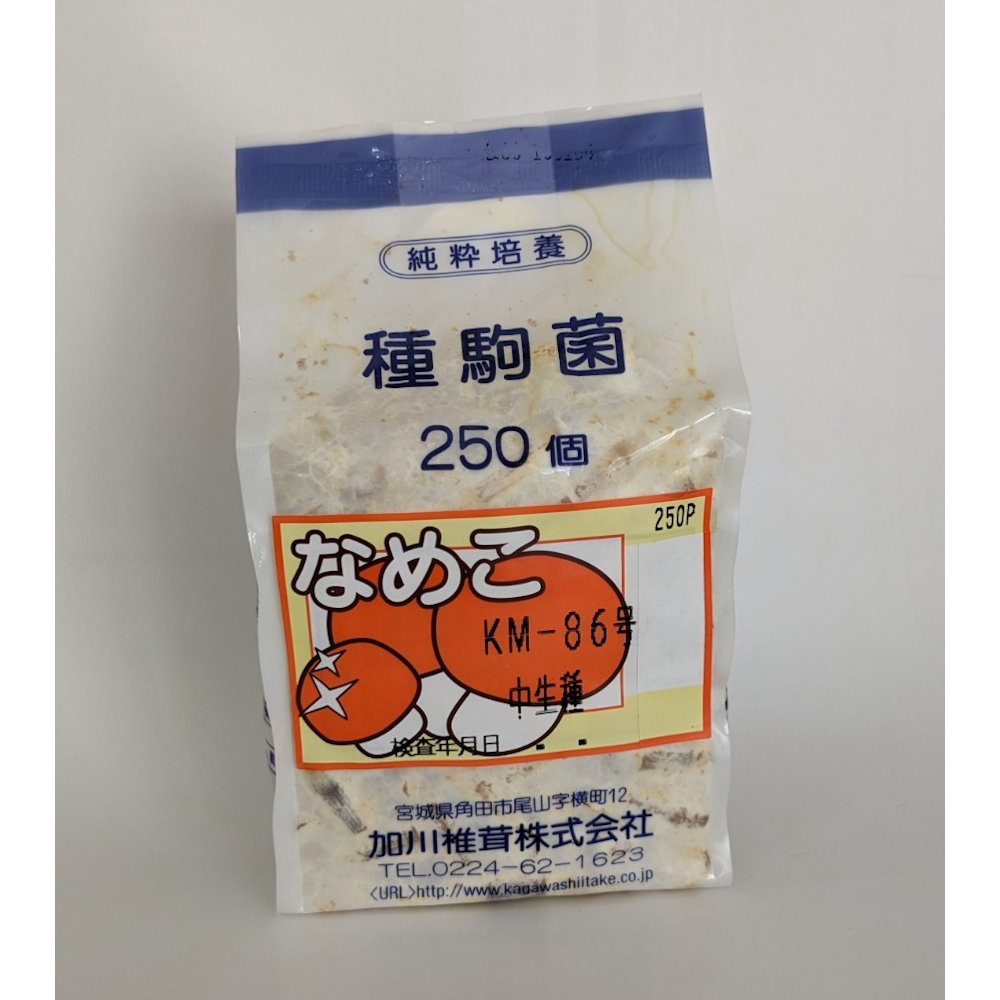 純粋培養
種駒菌
250個
250P
なめこ
KM-86号
中生種
検査年月日 . .
宮城県角田市尾山字横町12
加川椎茸株式会社
TEL.0224-62-1623
〈URL〉http://www.kagawashiitake.co.jp